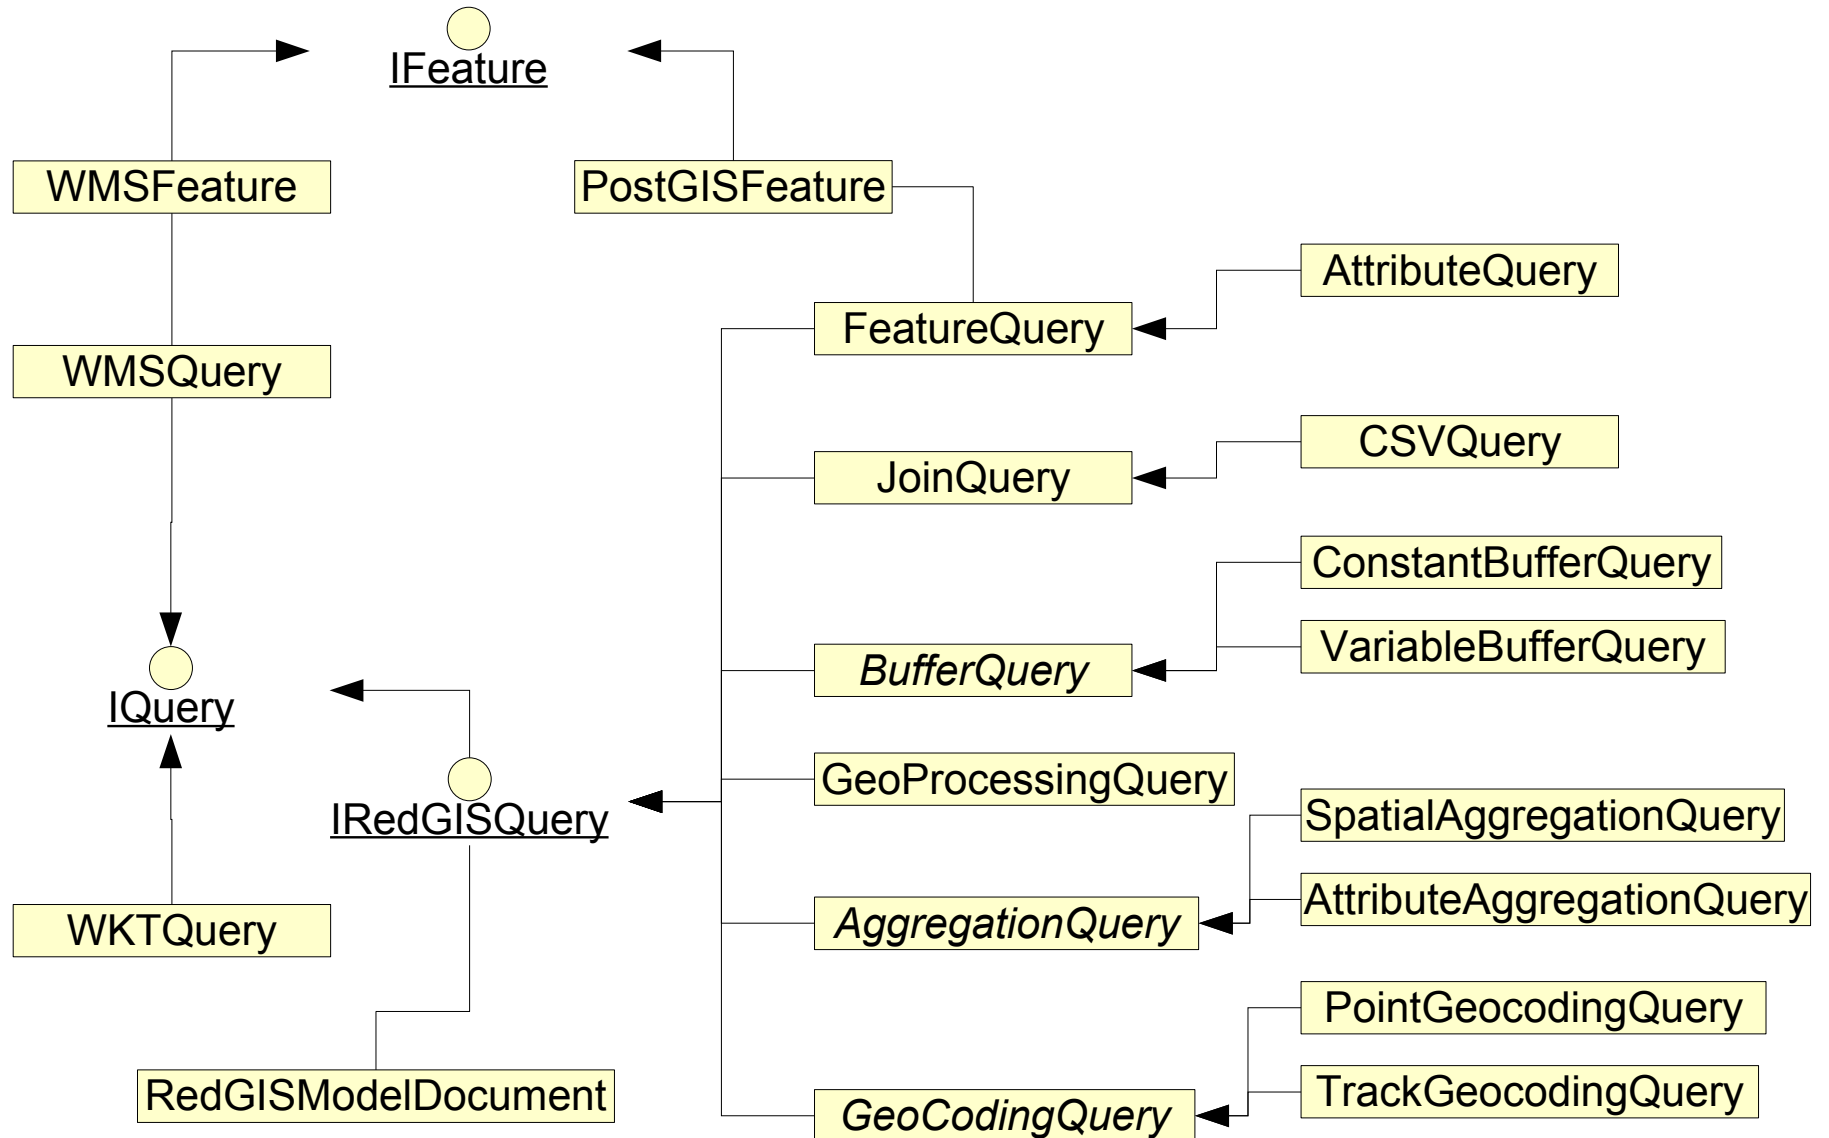 IFeature
WMSFeature
PostGISFeature
AttributeQuery
FeatureQuery
WMSQuery
CSVQuery
JoinQuery
ConstantBufferQuery
VariableBufferQuery
BufferQuery
IQuery
GeoProcessingQuery
IRedGISQuery
SpatialAggregationQuery
AttributeAggregationQuery
AggregationQuery
WKTQuery
PointGeocodingQuery
TrackGeocodingQuery
RedGISModelDocument
GeoCodingQuery